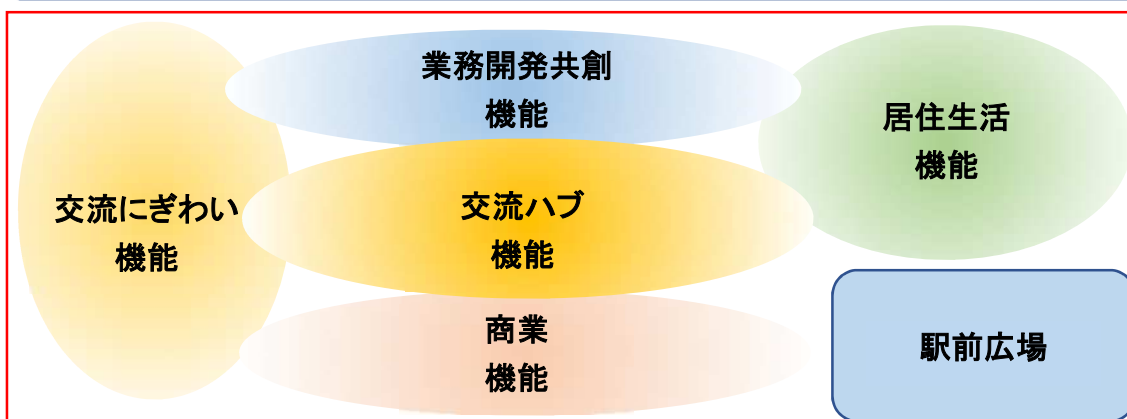 業務開発共創
機能
居住生活
機能
交流にぎわい
機能
交流ハブ
機能
商業
機能
駅前広場